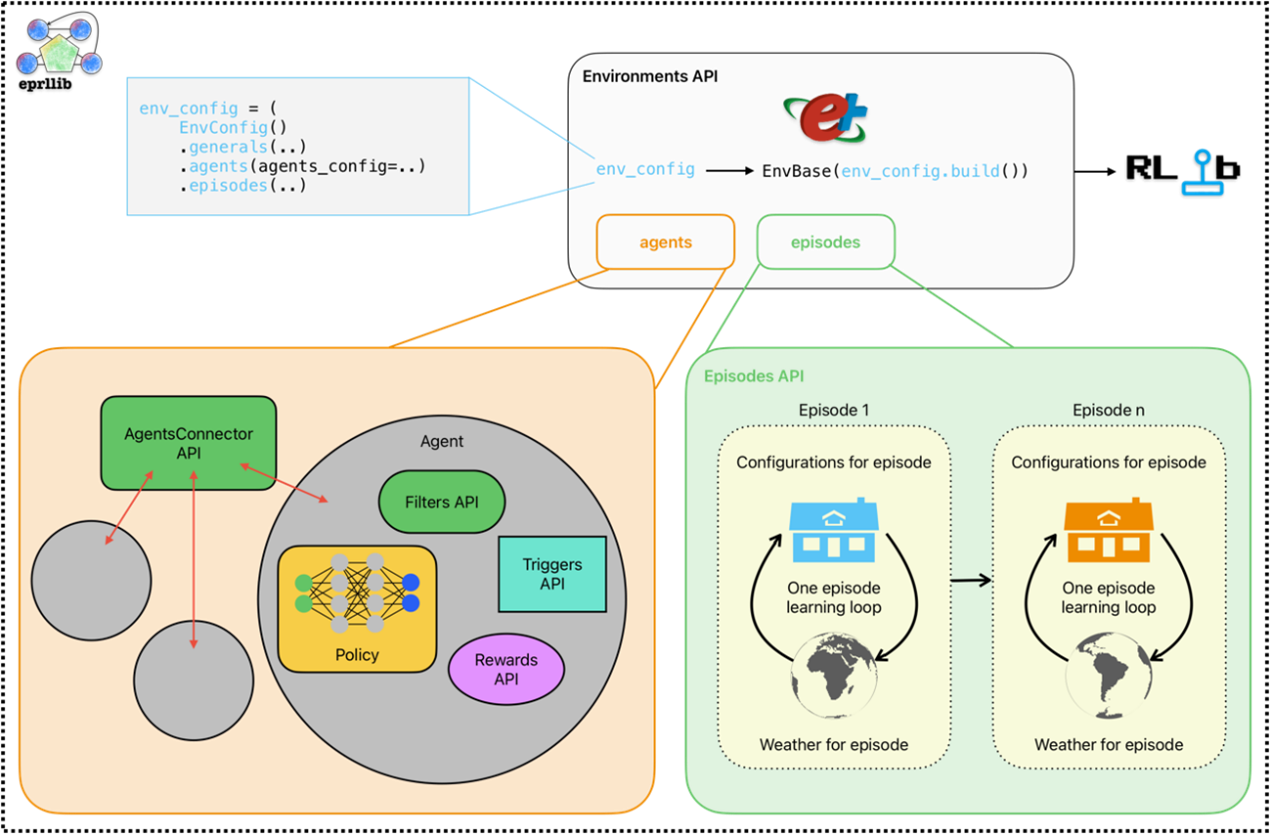 eprllib
env_config = (
EnvConfig()
.generals(..)
.agents(agents_config=..)
.episodes(..)
Environments API
e+
env_config
EnvBase(env_config.build())
RL b
agents
episodes
AgentsConnector
API
Agent
Filters API
Triggers
API
Policy
Rewards
API
Episodes API
Episode 1
Configurations for episode
One episode
learning loop
Weather for episode
Episode n
Configurations for episode
One episode
learning loop
Weather for episode